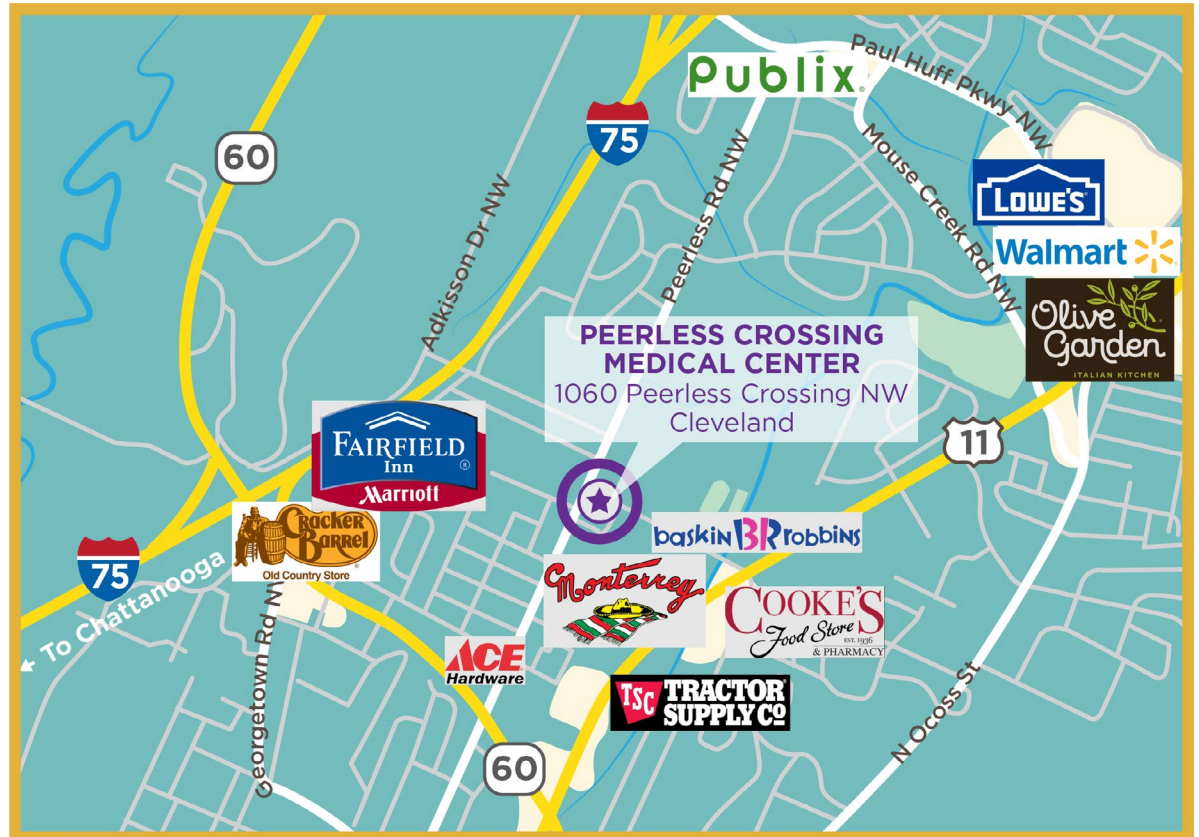 Publix
Paul Huff Pkwy NW
60
75
Mouse Creek Rd NW
Peerless Rd NW
Adkisson Dr NW
LOWE'S
Walmart
Olive
Garden
ITALIAN KITCHEN
PEERLESS CROSSING
MEDICAL CENTER
1060 Peerless Crossing NW
Cleveland
11
FAIRFIELD
Inn
®
Marriott
Cracker
Barrel
Old Country Store
baskin BR robbins
75
To Chattanooga
Monterrey
COOKE'S
Food Store
EST. 1936
& PHARMACY
Georgetown Rd NW
ACE
Hardware
TSC TRACTOR
SUPPLY CO
N Ocoss St
60